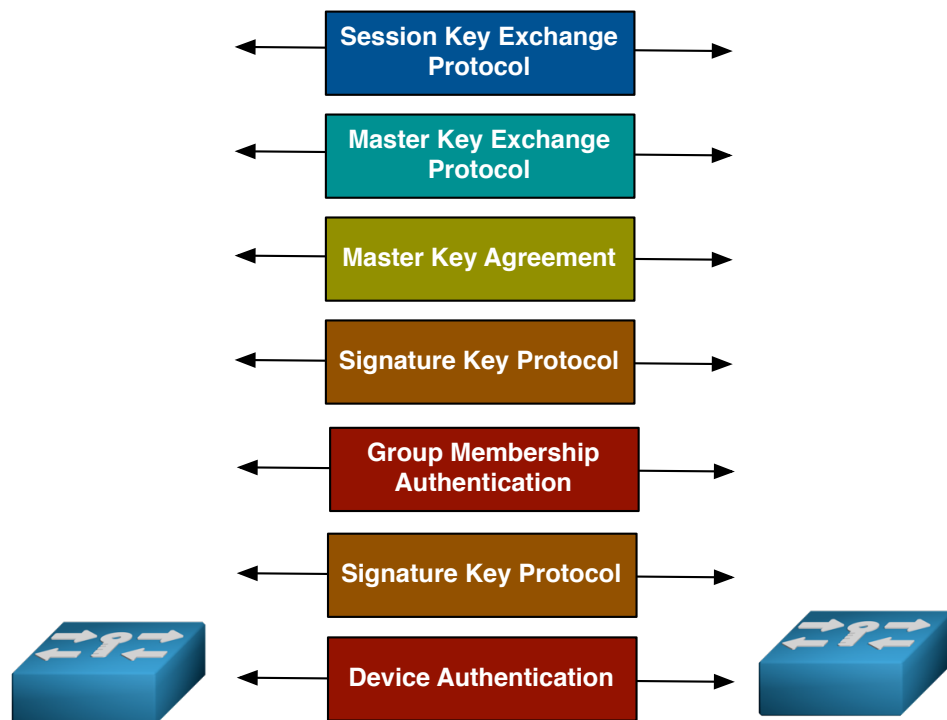 Session Key Exchange
Protocol
Master Key Exchange
Protocol
Master Key Agreement
Signature Key Protocol
Group Membership
Authentication
Signature Key Protocol
Device Authentication